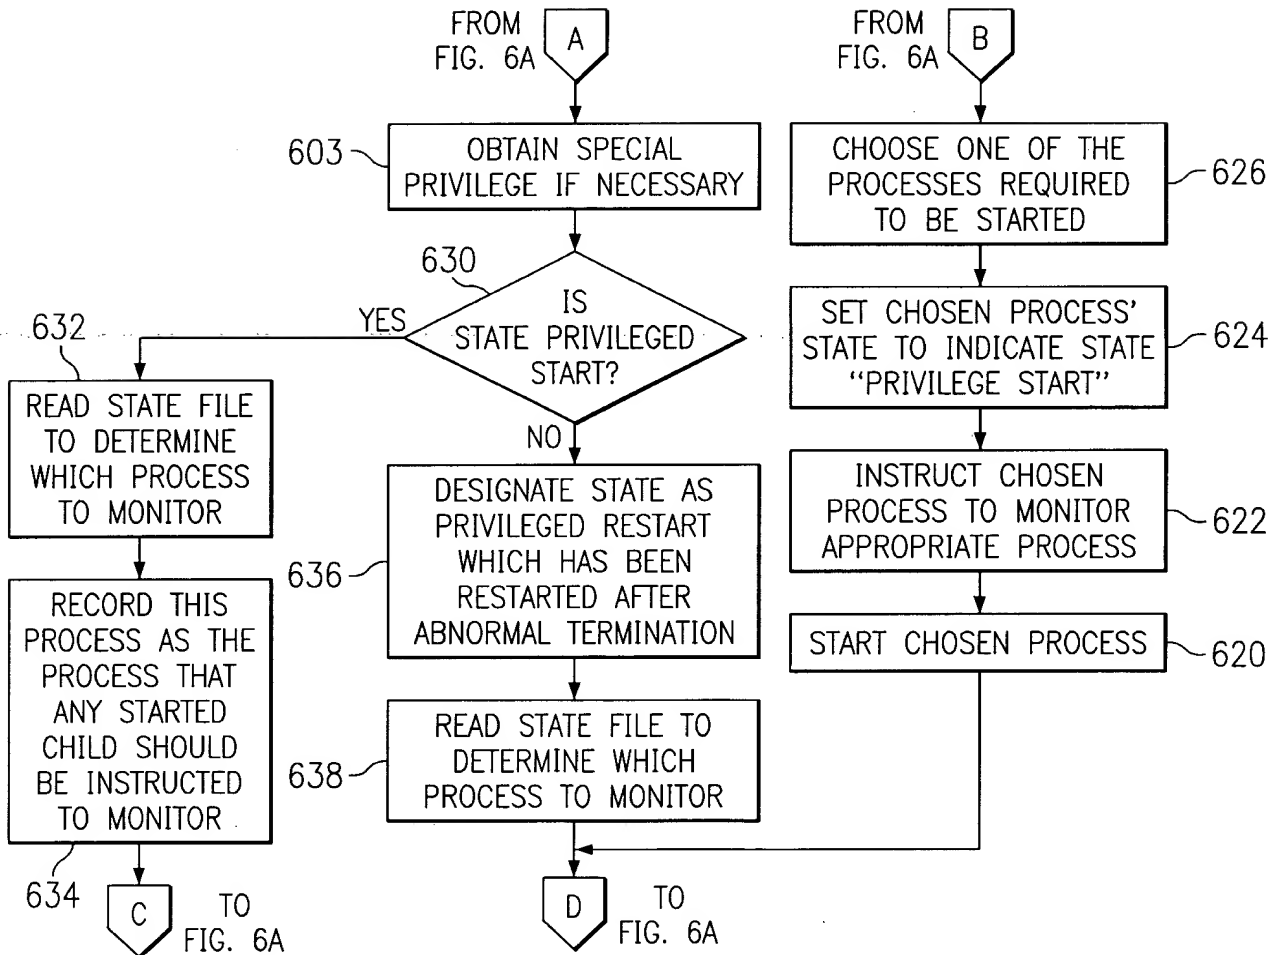 FROM
FIG. 6A
A
603
OBTAIN SPECIAL
PRIVILEGE IF NECESSARY
630
IS
STATE PRIVILEGED
START?
YES
NO
632
READ STATE FILE
TO DETERMINE
WHICH PROCESS
TO MONITOR
RECORD THIS
PROCESS AS THE
PROCESS THAT
ANY STARTED
CHILD SHOULD
BE INSTRUCTED
TO MONITOR
634
C
TO
FIG. 6A
636
DESIGNATE STATE AS
PRIVILEGED RESTART
WHICH HAS BEEN
RESTARTED AFTER
ABNORMAL TERMINATION
638
READ STATE FILE TO
DETERMINE WHICH
PROCESS TO MONITOR
D
TO
FIG. 6A
FROM
FIG. 6A
B
CHOOSE ONE OF THE
PROCESSES REQUIRED
TO BE STARTED
626
SET CHOSEN PROCESS'
STATE TO INDICATE STATE
"PRIVILEGE START"
624
INSTRUCT CHOSEN
PROCESS TO MONITOR
APPROPRIATE PROCESS
622
START CHOSEN PROCESS
620